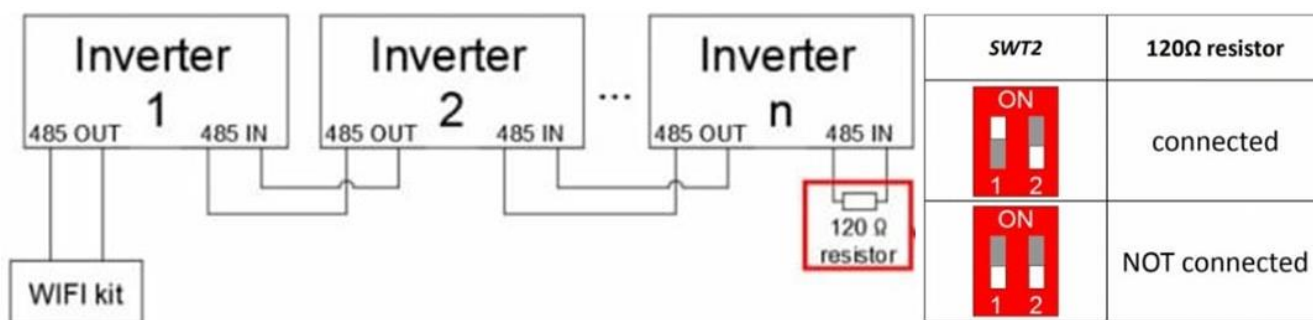 Inverter
1
485 OUT 485 IN
Inverter
2
485 OUT 485 IN
...
Inverter
n
485 OUT 485 IN
120 Ω
resistor
WIFI kit
SWT2 120Ω resistor
ON
1 2
connected
ON
1 2
NOT connected